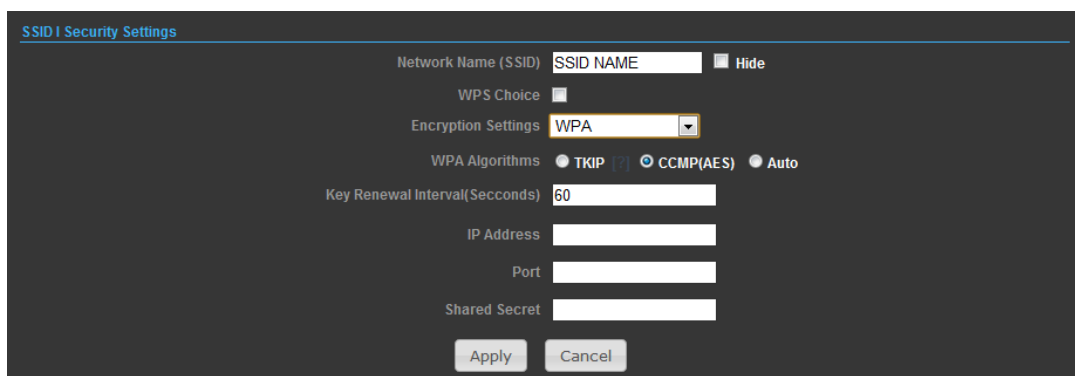 SSID I Security Settings
Network Name (SSID) SSID NAME Hide
WPS Choice
Encryption Settings WPA
WPA Algorithms TKIP [?] CCMP(AES) Auto
Key Renewal Interval(Secconds) 60
IP Address
Port
Shared Secret
Apply Cancel